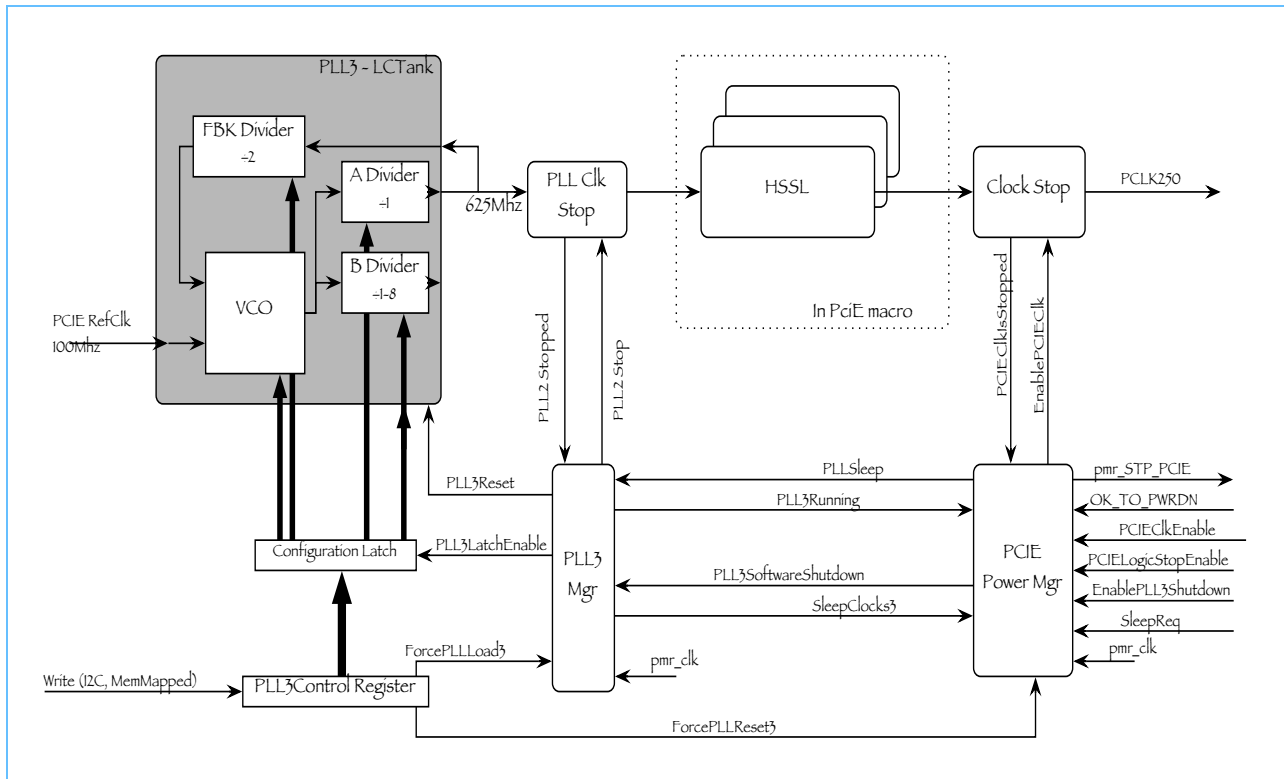 PLL3 - LCTank
FBK Divider
÷2
A Divider
÷1
B Divider
÷1-8
VCO
PCIE RefClk
100Mhz
625Mhz
PLL Clk
Stop
HSSL
In PciE macro
Clock Stop
PCLK250
PLL2 Stopped
PLL2 Stop
PCIEClkIsStopped
EnablePCIEClk
PLL3Reset
PLL3LatchEnable
Configuration Latch
PLL3
Mgr
PLLSleep
PLL3Running
PLL3SoftwareShutdown
SleepClocks3
PCIE
Power Mgr
pmr_STP_PCIE
OK_TO_PWRDN
PCIEClkEnable
PCIELogicStopEnable
EnablePLL3Shutdown
SleepReq
pmr_clk
pmr_clk
ForcePLLLoad3
Write (I2C, MemMapped)
PLL3Control Register
ForcePLLReset3